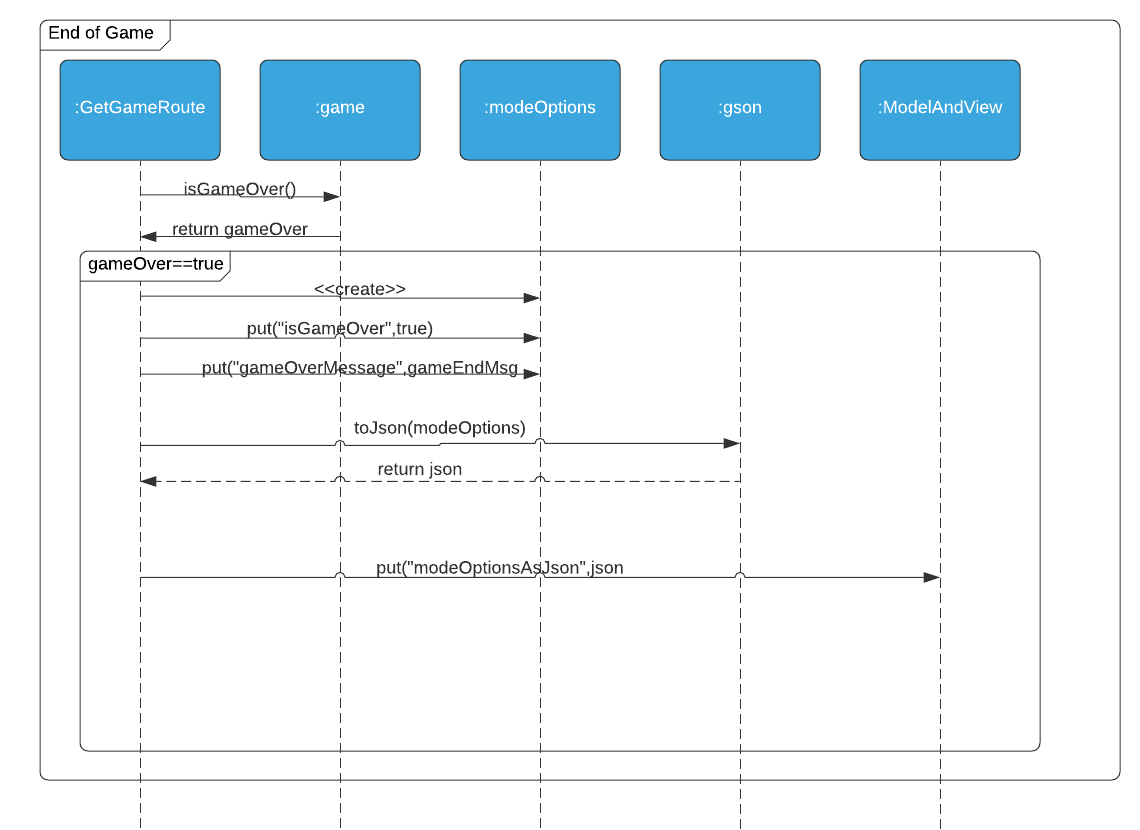 End of Game
:GetGameRoute
:game
:modeOptions
:gson
:ModelAndView
isGameOver()
return gameOver
gameOver==true
<<create>>
put("isGameOver",true)
put("gameOverMessage",gameEndMsg
toJson(modeOptions)
return json
put("modeOptionsAsJson",json